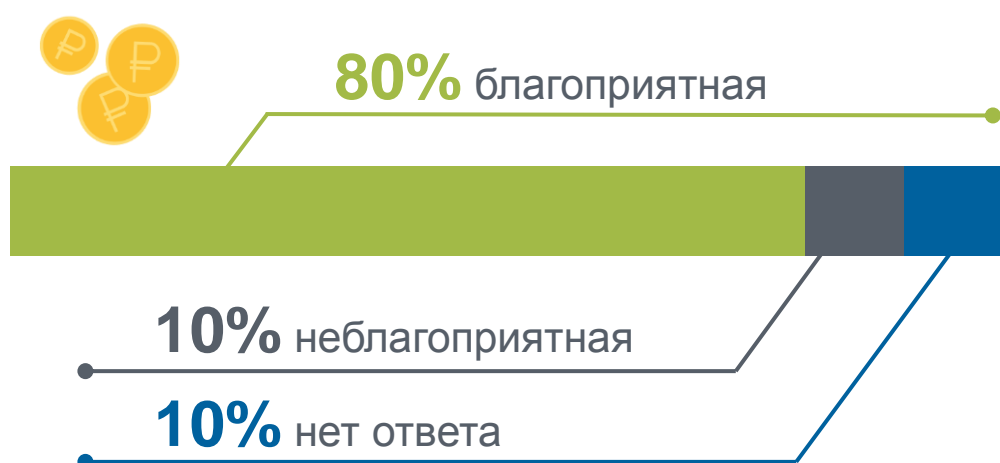 80% благоприятная
10% неблагоприятная
10% нет ответа